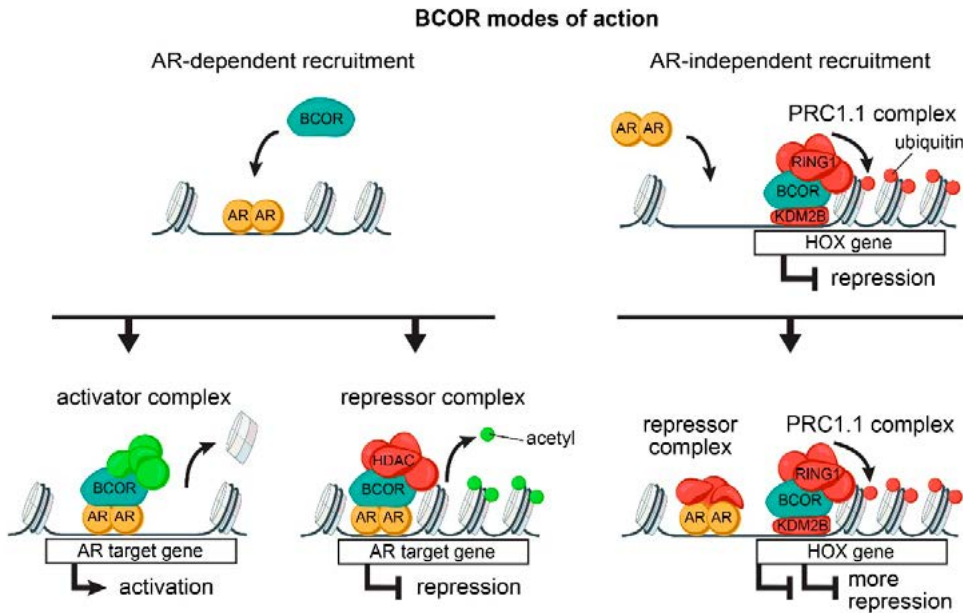 BCOR modes of action
AR-dependent recruitment
BCOR
AR AR
AR-independent recruitment
AR AR
PRC1.1 complex
ubiquitin
RING1
BCOR
KDM2B
HOX gene
repression
activator complex
BCOR
AR AR
AR target gene
activation
repressor complex
acetyl
HDAC
BCOR
AR AR
AR target gene
repression
repressor
complex
AR AR
PRC1.1 complex
RING1
BCOR
KDM2B
HOX gene
more
repression